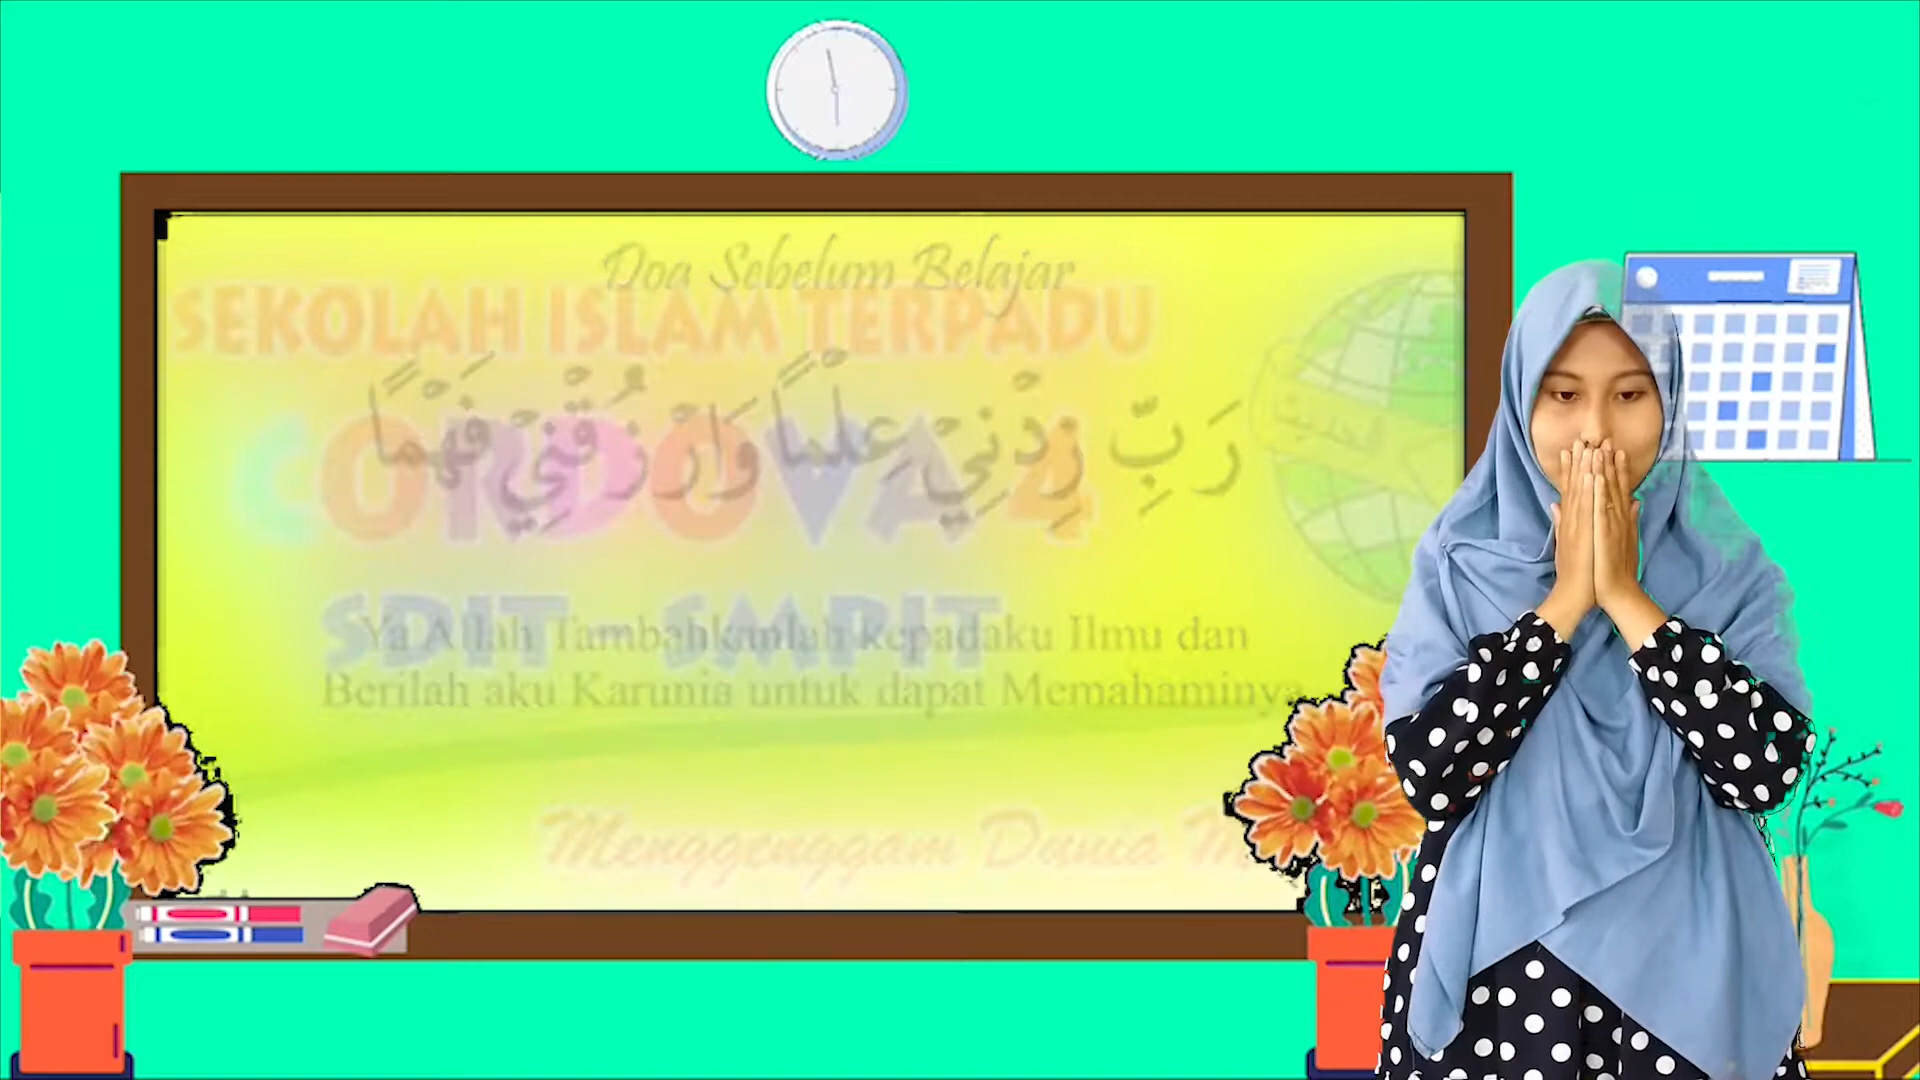 Doa Sebelum Belajar
SEKOLAH ISLAM TERPADU
رَبِّ زِدْنِيْ عِلْمًا وَارْزُقْنِيْ فَهْمًا
CORDOVA 4
SDIT SMPIT
Ya Allah Tambahkanlah kepadaku Ilmu dan
Berilah aku Karunia untuk dapat Memahaminya
Menggenggam Dunia M